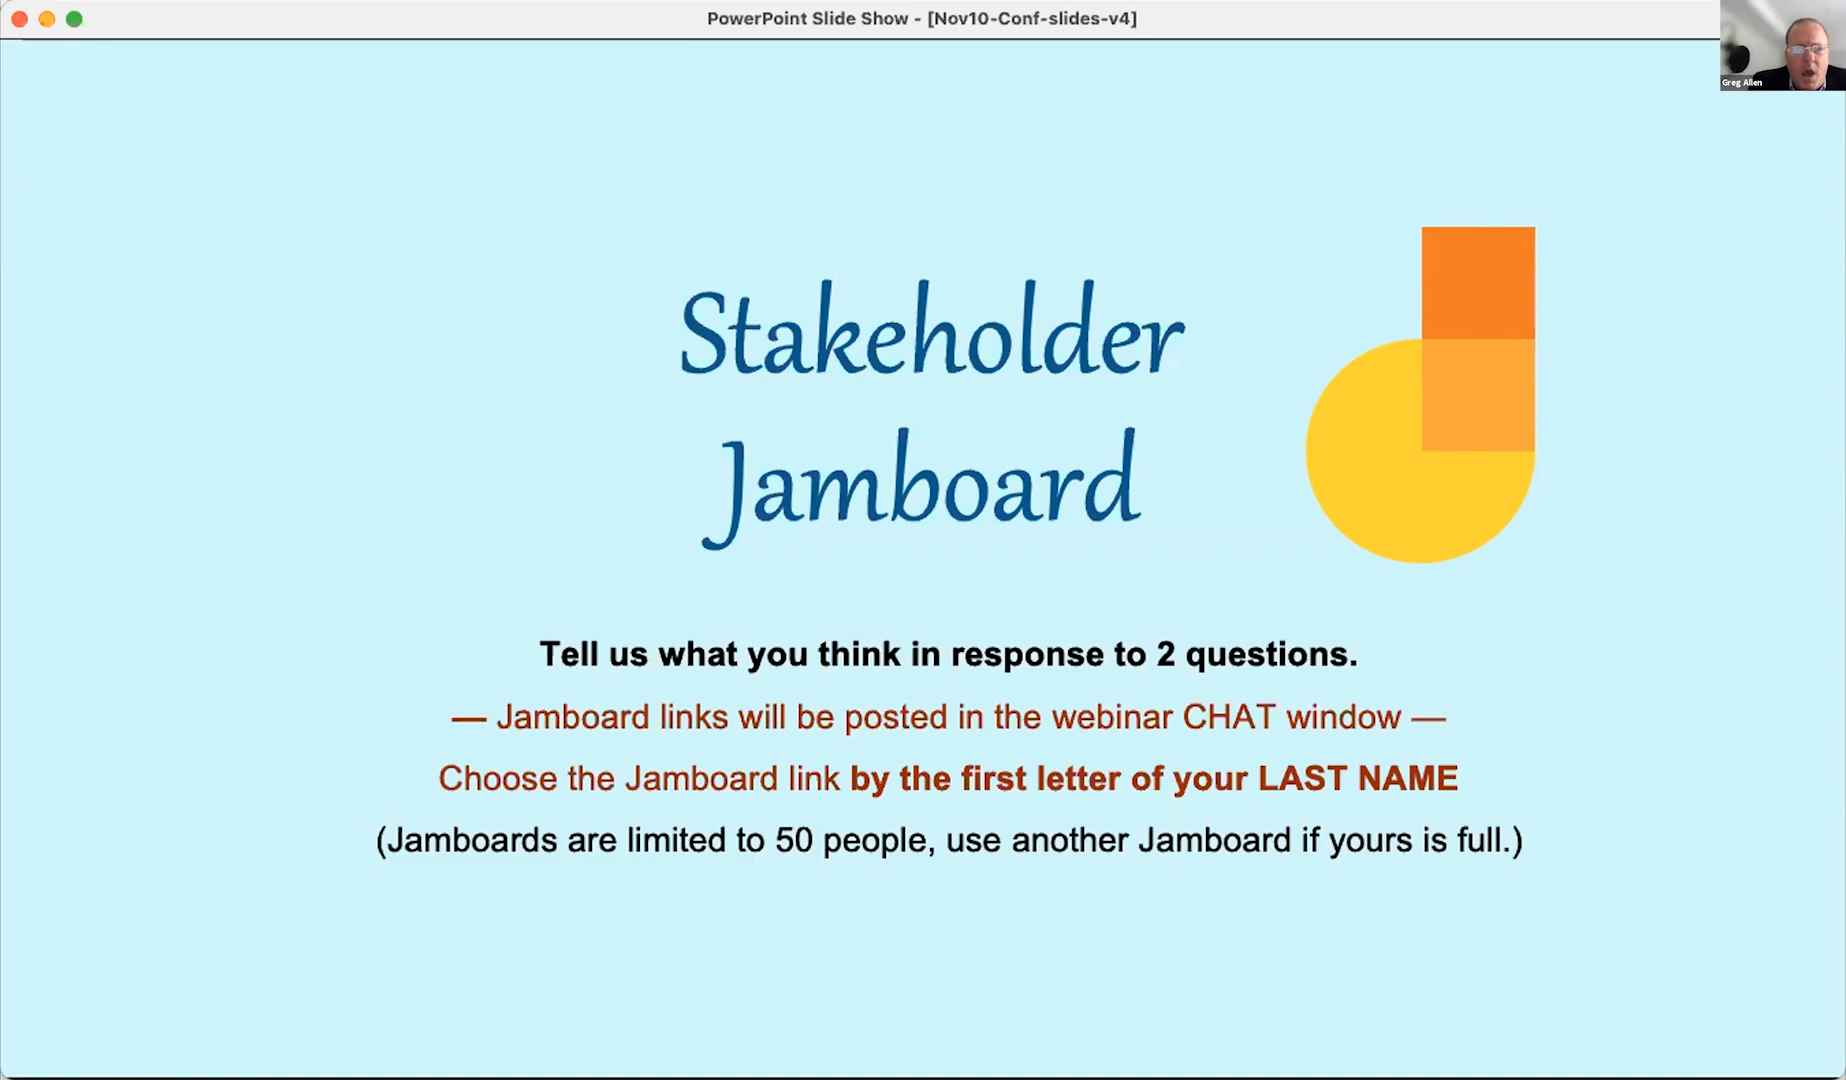 PowerPoint Slide Show - [Nov10-Conf-slides-v4]
Greg Allen
Stakeholder
Jamboard
Tell us what you think in response to 2 questions.
— Jamboard links will be posted in the webinar CHAT window —
Choose the Jamboard link by the first letter of your LAST NAME
(Jamboards are limited to 50 people, use another Jamboard if yours is full.)